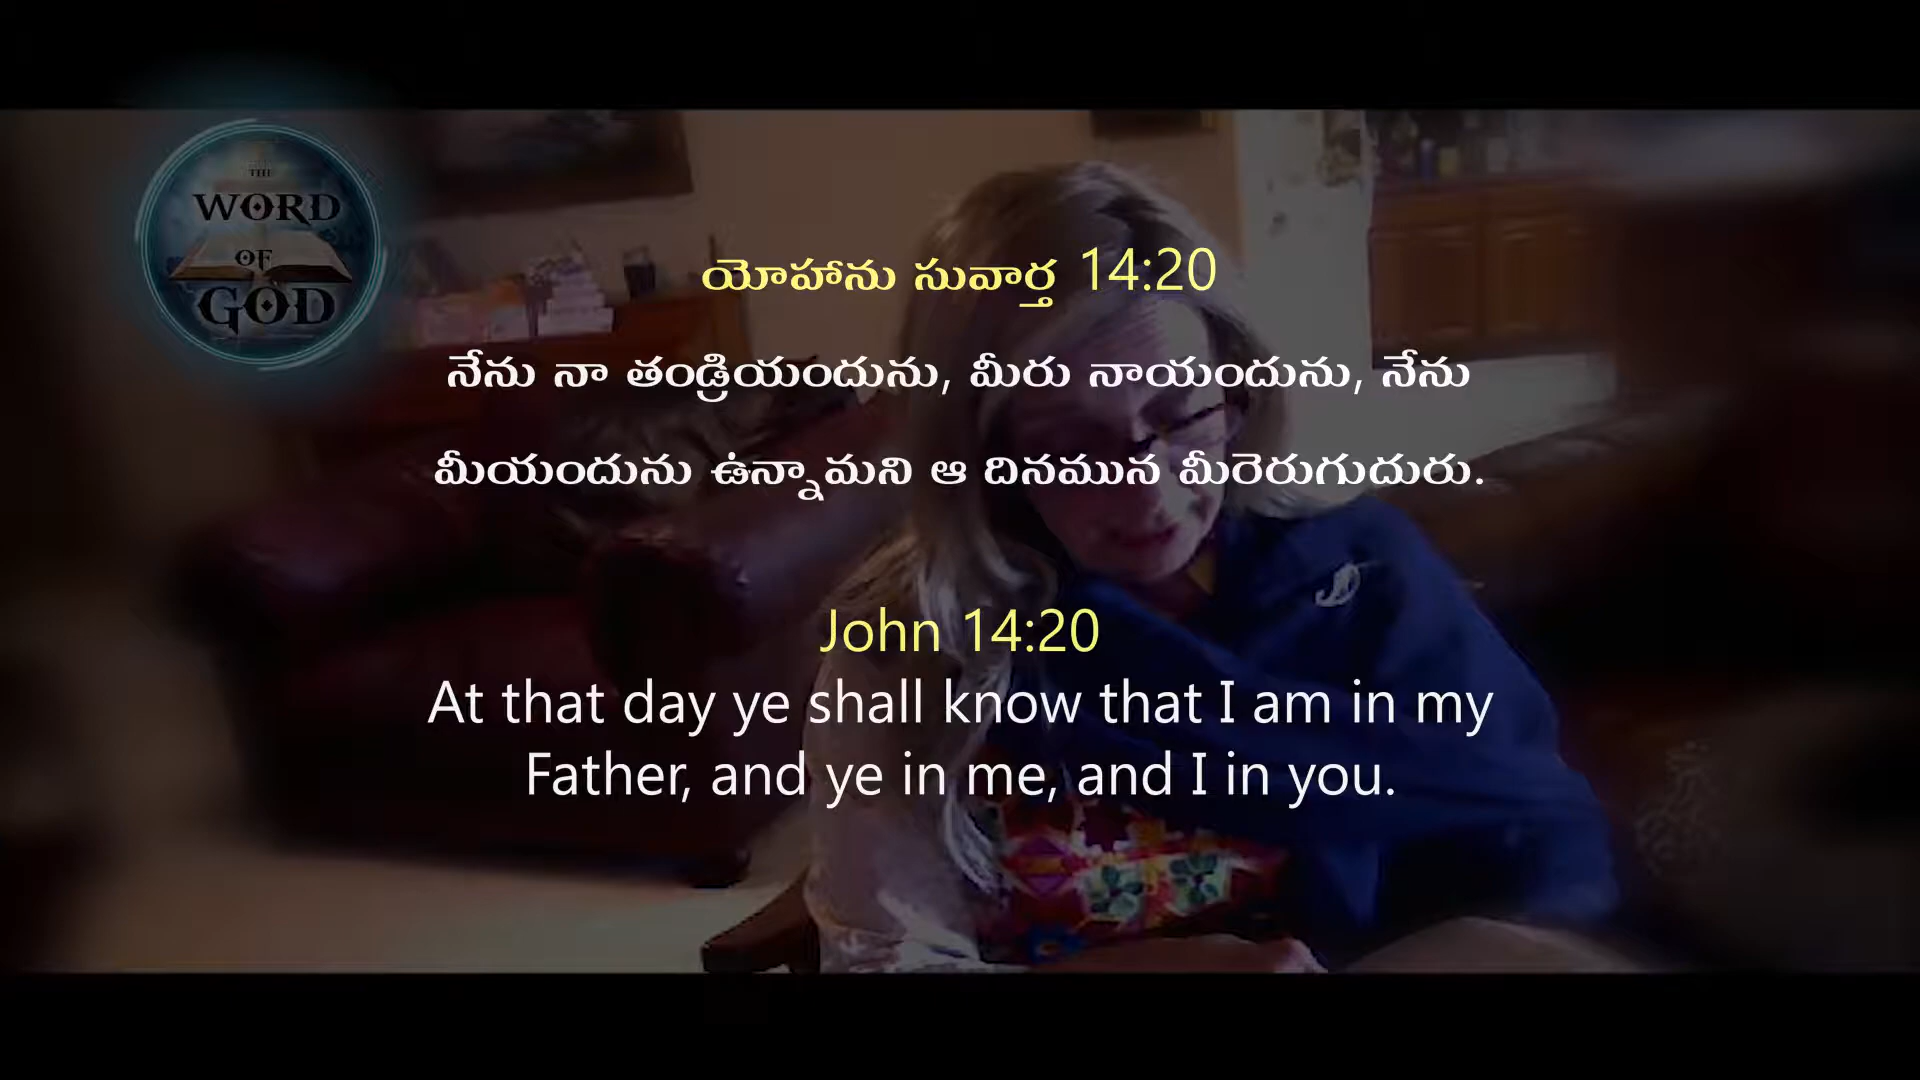 THE
WORD
OF
GOD
యోహాను సువార్త 14:20
నేను నా తండ్రియందును, మీరు నాయందును, నేను
మీయందును ఉన్నామని ఆ దినమున మీరెరుగుదురు.
John 14:20
At that day ye shall know that I am in my
Father, and ye in me, and I in you.